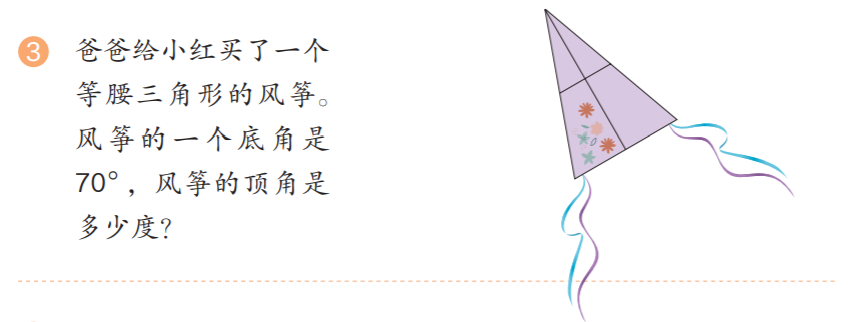 3 爸爸给小红买了一个
等腰三角形的风筝。
风筝的一个底角是
70°，风筝的顶角是
多少度？